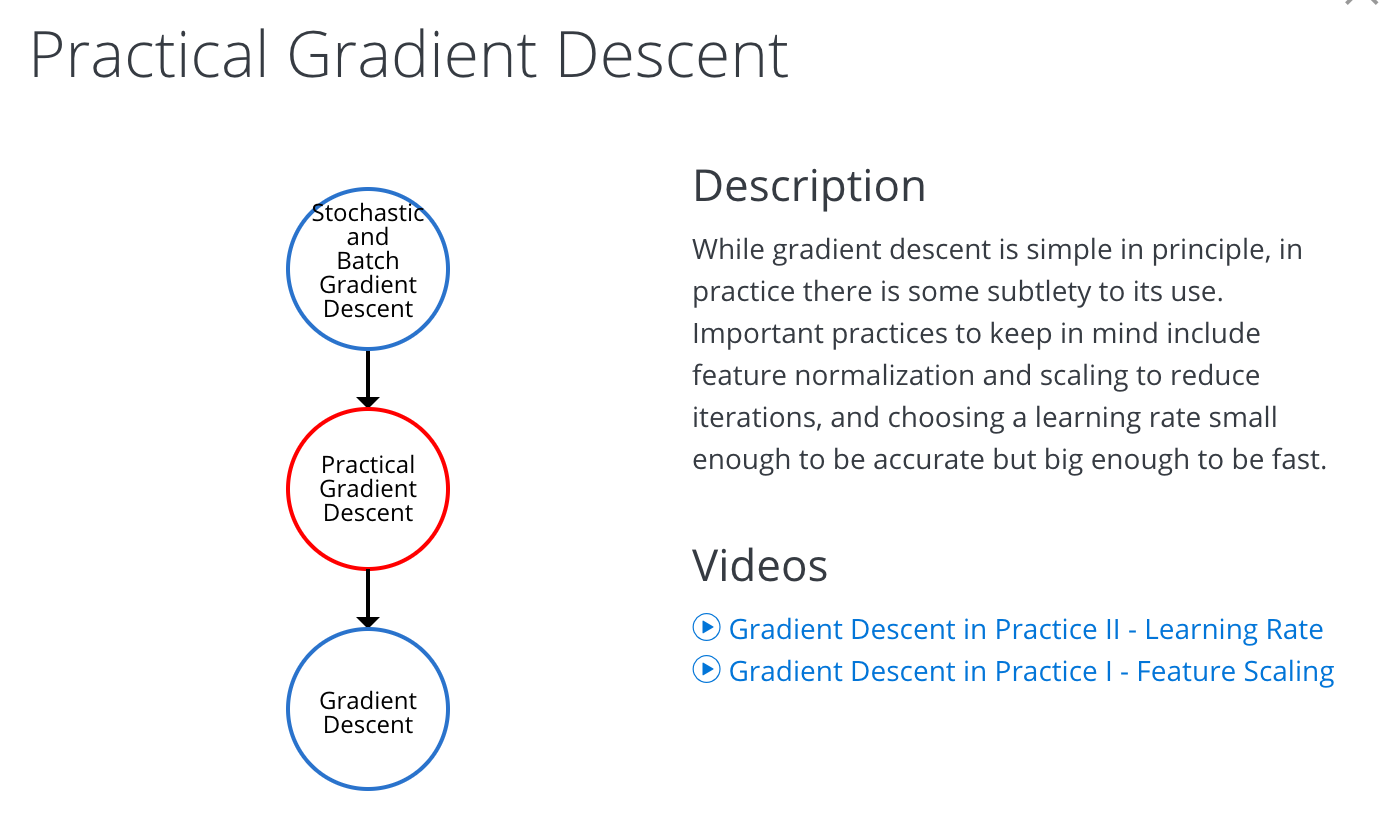 Practical Gradient Descent
Stochastic
and
Batch
Gradient
Descent
Practical
Gradient
Descent
Gradient
Descent
Description
While gradient descent is simple in principle, in
practice there is some subtlety to its use.
Important practices to keep in mind include
feature normalization and scaling to reduce
iterations, and choosing a learning rate small
enough to be accurate but big enough to be fast.
Videos
Gradient Descent in Practice II - Learning Rate
Gradient Descent in Practice I - Feature Scaling